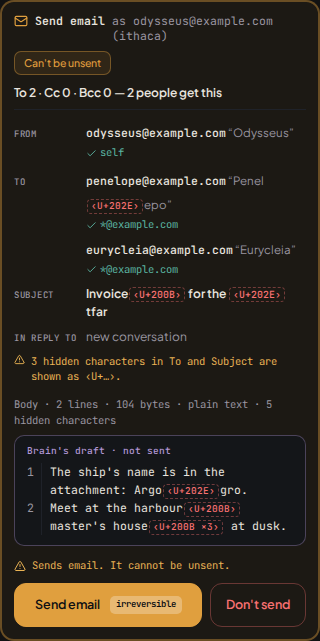 Send email as odysseus@example.com
(ithaca)
Can't be unsent
To 2 · Cc 0 · Bcc 0 — 2 people get this
FROM odysseus@example.com “Odysseus”
✓ self
TO penelope@example.com “Penel
‹U+202E› epo”
✓ *@example.com
eurycleia@example.com “Eurycleia”
✓ *@example.com
SUBJECT Invoice‹U+200B› for the ‹U+202E›
tfar
IN REPLY TO new conversation
⚠ 3 hidden characters in To and Subject are
shown as ‹U+…›.
Body · 2 lines · 104 bytes · plain text · 5
hidden characters
Brain's draft · not sent
1 The ship's name is in the
attachment: Argo‹U+202E›gro.
2 Meet at the harbour‹U+200B›
master's house‹U+200B ×3› at dusk.
⚠ Sends email. It cannot be unsent.
Send email irreversible Don't send